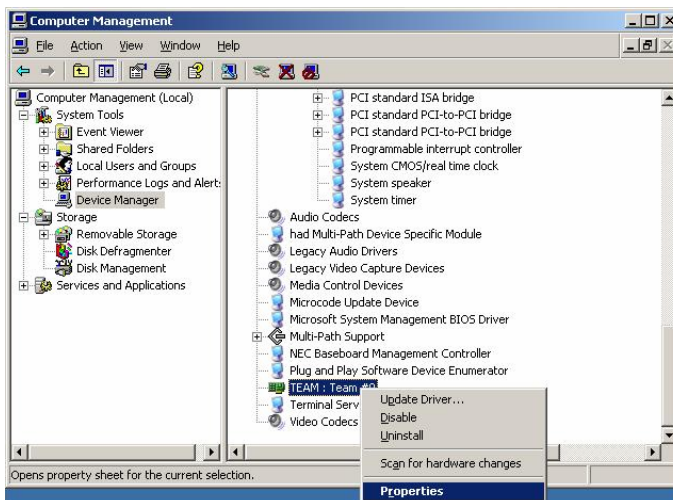 Computer Management
File Action View Window Help
Computer Management (Local)
System Tools
Event Viewer
Shared Folders
Local Users and Groups
Performance Logs and Alert
Device Manager
Storage
Removable Storage
Disk Defragmenter
Disk Management
Services and Applications
PCI standard ISA bridge
PCI standard PCI-to-PCI bridge
PCI standard PCI-to-PCI bridge
Programmable interrupt controller
System CMOS/real time clock
System speaker
System timer
Audio Codecs
had Multi-Path Device Specific Module
Legacy Audio Drivers
Legacy Video Capture Devices
Media Control Devices
Microcode Update Device
Microsoft System Management BIOS Driver
Multi-Path Support
NEC Baseboard Management Controller
Plug and Play Software Device Enumerator
TEAM : Team #0
Terminal Serv
Video Codecs
Update Driver...
Disable
Uninstall
Scan for hardware changes
Properties
Opens property sheet for the current selection.